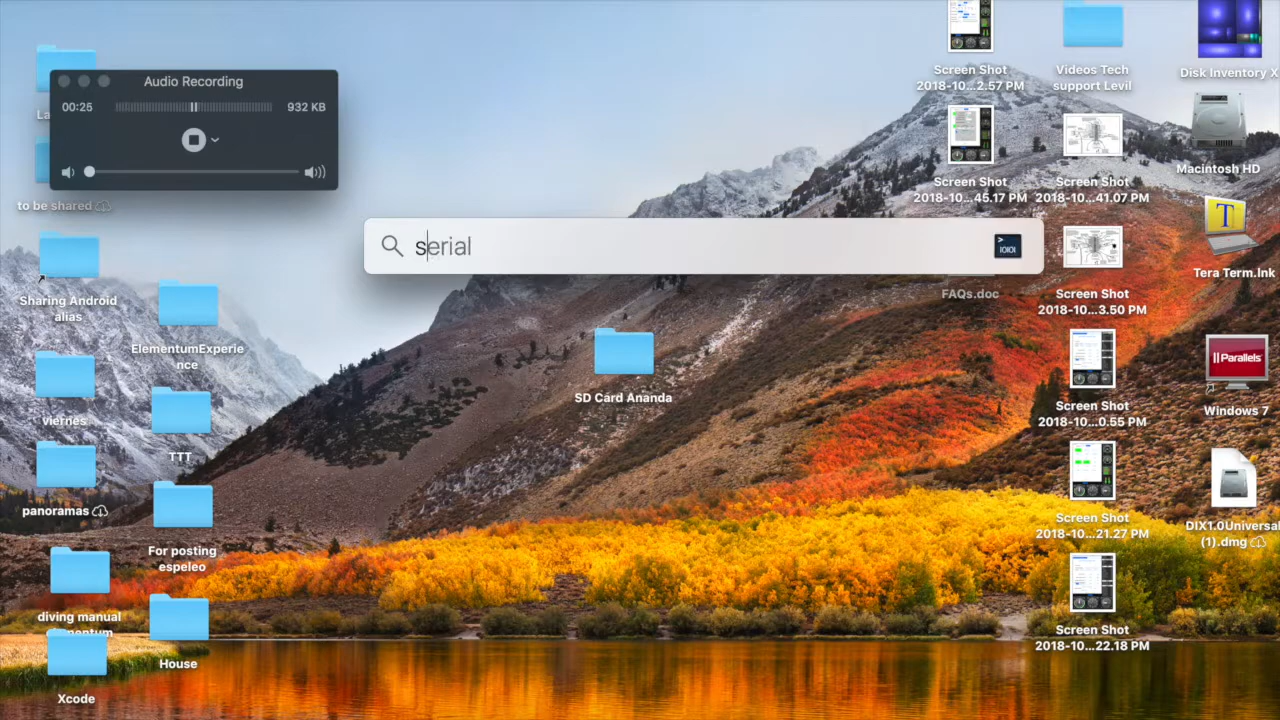 Audio Recording
00:25
932 KB
serial
to be shared
Sharing Android
alias
ElementumExperie
nce
viernes
TTT
panoramas
For posting
espeleo
diving manual
House
Xcode
SD Card Ananda
Screen Shot
2018-10...2.57 PM
Screen Shot
2018-10...45.17 PM
FAQs.doc
Videos Tech
support Levil
Screen Shot
2018-10...41.07 PM
Screen Shot
2018-10...3.50 PM
Screen Shot
2018-10...0.55 PM
Screen Shot
2018-10...21.27 PM
Screen Shot
2018-10...22.18 PM
Disk Inventory X
Macintosh HD
T
Tera Term.lnk
Parallels
Windows 7
DIX1.0Universal
(1).dmg